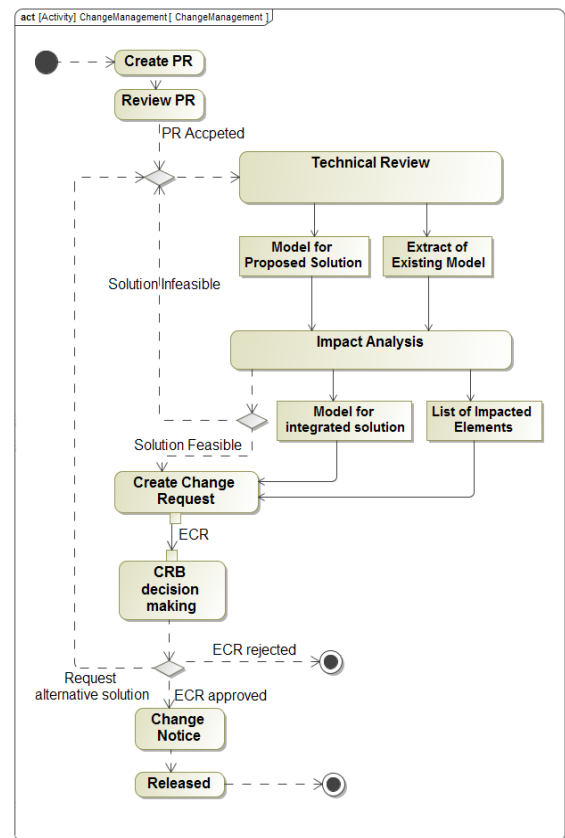 act [Activity] ChangeManagement [ ChangeManagement ]
Create PR
Review PR
PR Accpeted
Technical Review
Model for
Proposed Solution
Extract of
Existing Model
Solution Infeasible
Impact Analysis
Model for
integrated solution
List of Impacted
Elements
Solution Feasible
Create Change
Request
ECR
CRB
decision
making
ECR rejected
Request
alternative solution
ECR approved
Change
Notice
Released